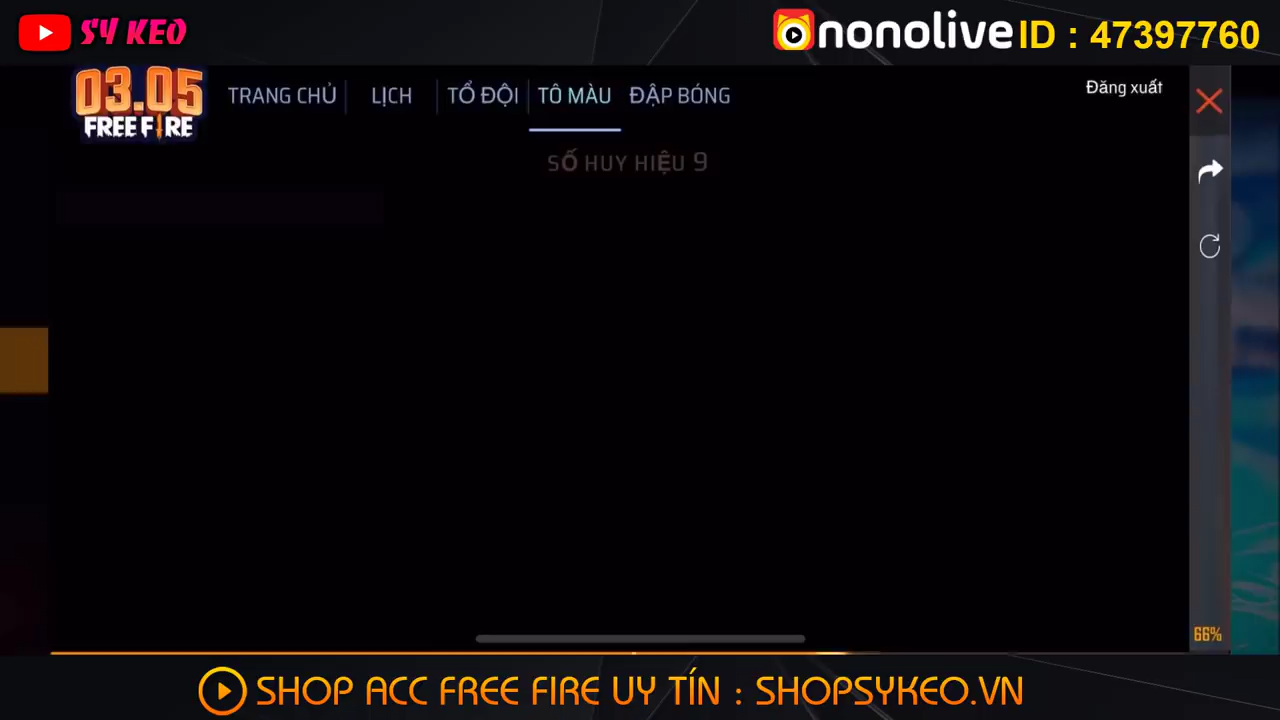 SY KEO
nonolive ID : 47397760
03.05
FREE FIRE
TRANG CHỦ
LỊCH
TỔ ĐỘI
TÔ MÀU
ĐẬP BÓNG
Đăng xuất
SỐ HUY HIỆU 9
66%
SHOP ACC FREE FIRE UY TÍN : SHOPSYKEO.VN